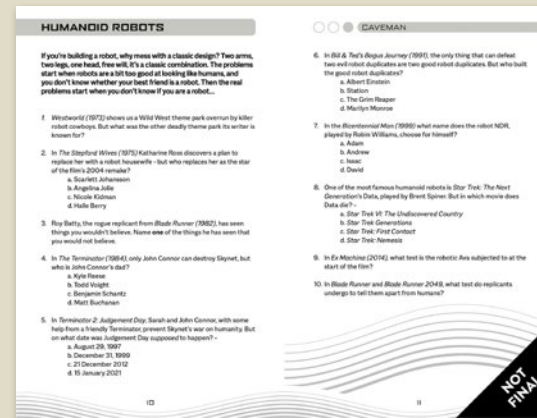 HUMANOID ROBOTS
If you're building a robot, why mess with a classic design? Two arms,
two legs, one head, free will, it's a classic combination. The problems
start when robots are a bit too good at looking like humans, and
you don't know whether your best friend is a robot. Then the real
problems start when you don't know if you are a robot...
1. Westworld (1973) shows us a Wild West theme park overrun by killer
robot cowboys. But what was the other deadly theme park its writer is
known for?
2. In The Stepford Wives (1975) Katharine Ross discovers a plan to
replace her with a robot housewife - but who replaces her as the star
of the film's 2004 remake?
a. Scarlett Johansson
b. Angelina Jolie
c. Nicole Kidman
d. Halle Berry
3. Roy Batty, the rogue replicant from Blade Runner (1982), has seen
things you wouldn't believe. Name one of the things he has seen that
you would not believe.
4. In The Terminator (1984), only John Connor can destroy Skynet, but
who is John Connor's dad?
a. Kyle Reese
b. Todd Voight
c. Benjamin Schantz
d. Matt Buchanan
5. In Terminator 2: Judgement Day, Sarah and John Connor, with some
help from a friendly Terminator, prevent Skynet's war on humanity. But
on what date was Judgement Day supposed to happen? -
a. August 29, 1997
b. December 31, 1999
c. 21 December 2012
d. 15 January 2021
10
CAVEMAN
6. In Bill & Ted's Bogus Journey (1991), the only thing that can defeat
two evil robot duplicates are two good robot duplicates. But who built
the good robot duplicates?
a. Albert Einstein
b. Station
c. The Grim Reaper
d. Marilyn Monroe
7. In the Bicentennial Man (1999) what name does the robot NDR,
played by Robin Williams, choose for himself?
a. Adam
b. Andrew
c. Isaac
d. David
8. One of the most famous humanoid robots is Star Trek: The Next
Generation's Data, played by Brent Spiner. But in which movie does
Data die? -
a. Star Trek VI: The Undiscovered Country
b. Star Trek Generations
c. Star Trek: First Contact
d. Star Trek: Nemesis
9. In Ex Machina (2014), what test is the robotic Ava subjected to at the
start of the film?
10. In Blade Runner and Blade Runner 2049, what test do replicants
undergo to tell them apart from humans?
11
NOT
FINAL